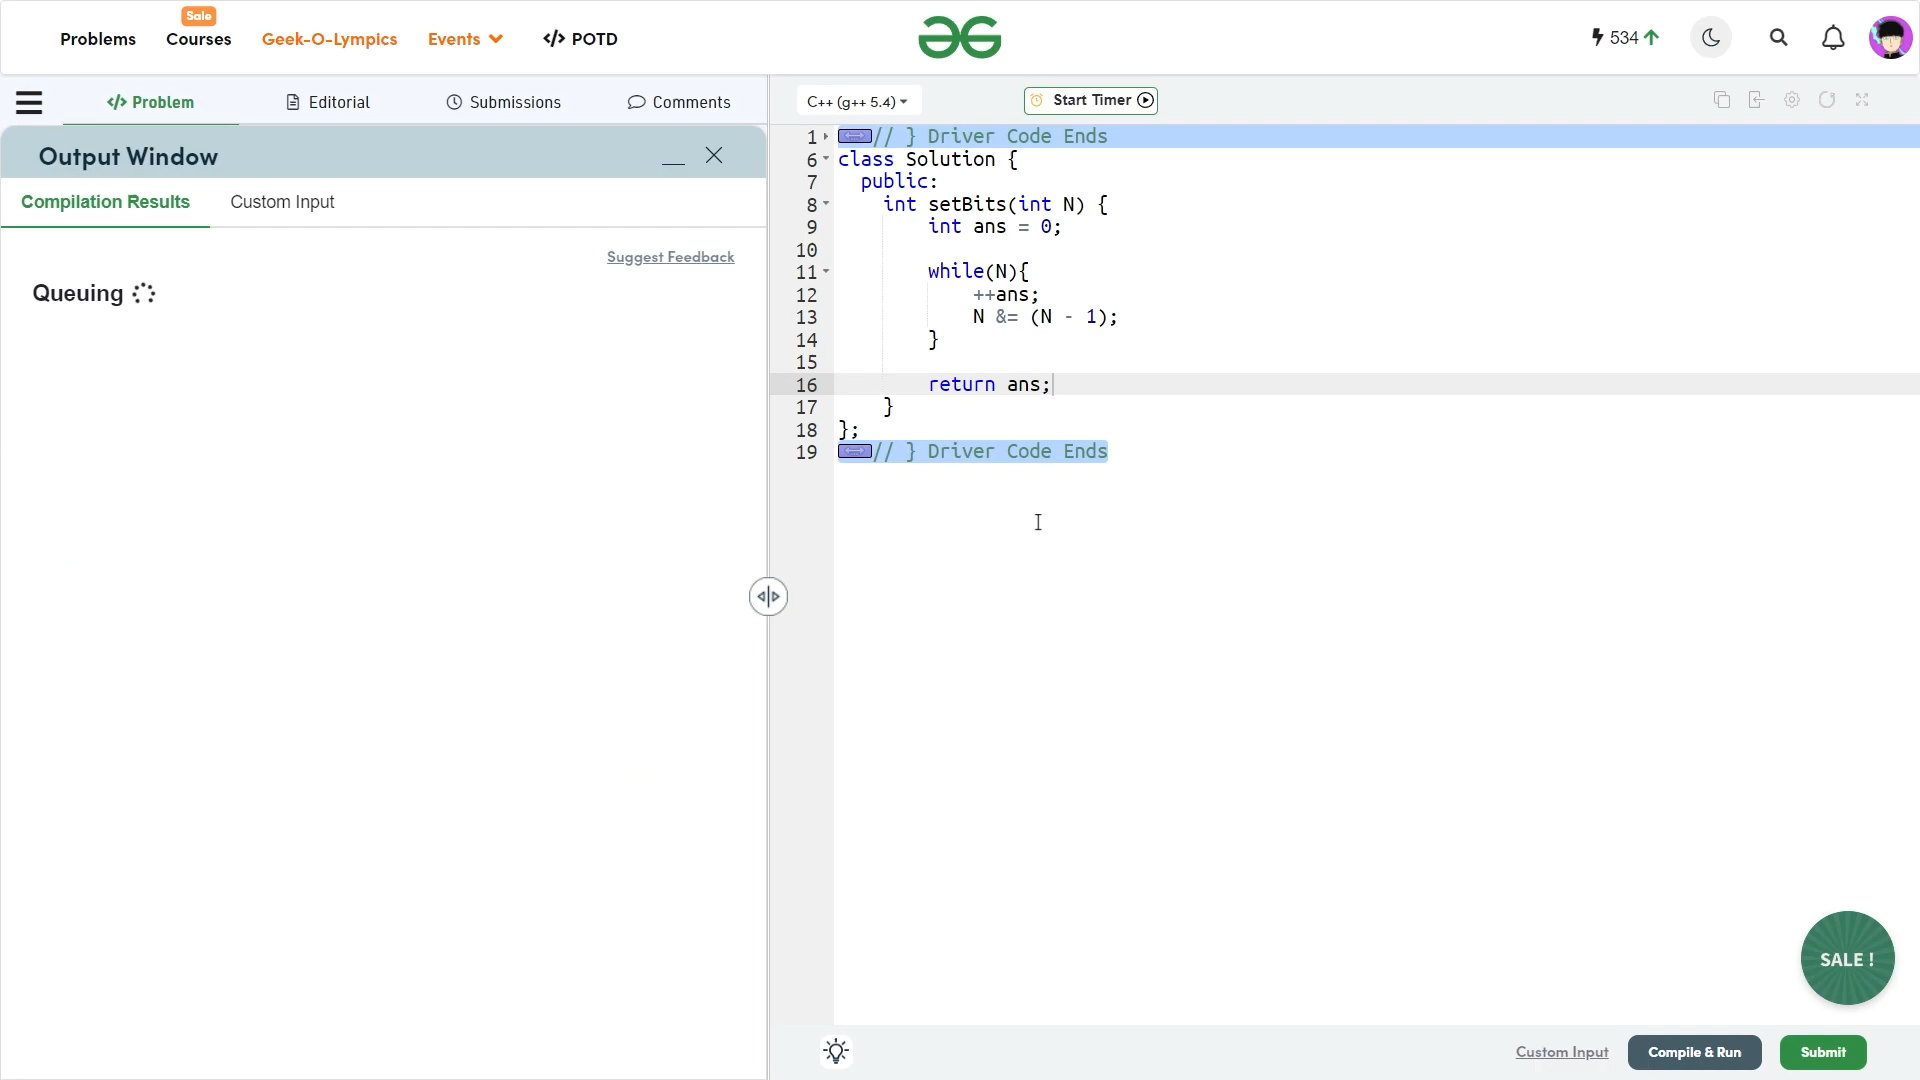 Sale
Problems Courses Geek-O-Lympics Events </> POTD
534
</> Problem Editorial Submissions Comments
C++ (g++ 5.4) Start Timer
Output Window
Compilation Results Custom Input
Suggest Feedback
Queuing
1 // } Driver Code Ends
6 class Solution {
7 public:
8 int setBits(int N) {
9 int ans = 0;
10
11 while(N){
12 ++ans;
13 N &= (N - 1);
14 }
15
16 return ans;
17 }
18 };
19 // } Driver Code Ends
SALE !
Custom Input Compile & Run Submit